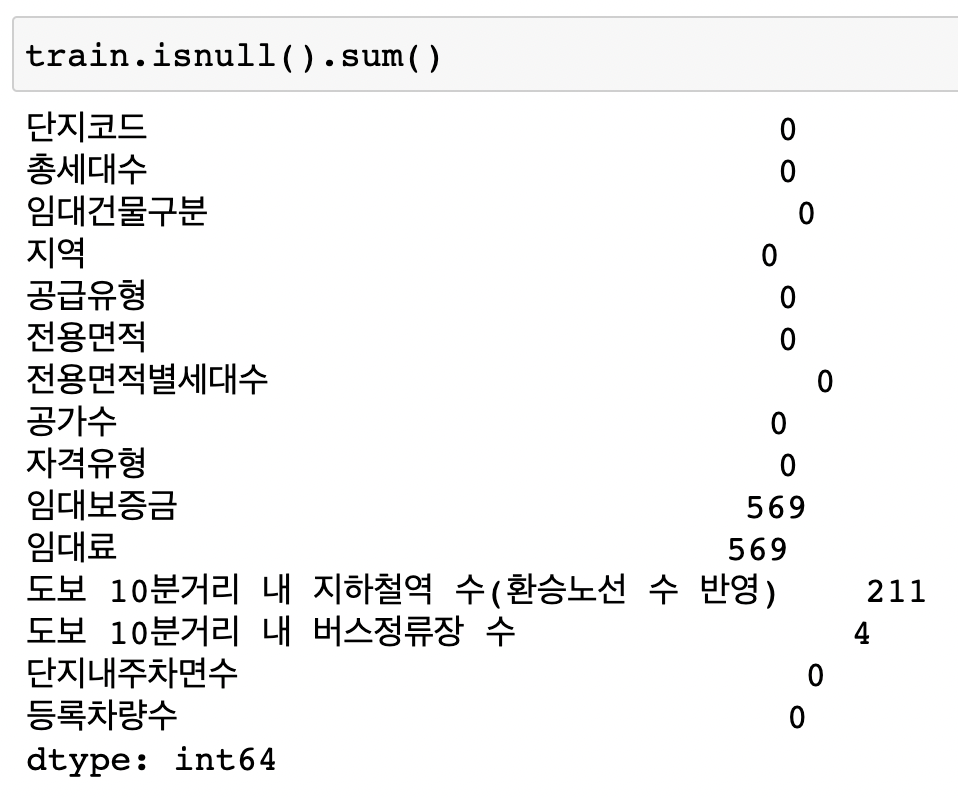 train.isnull().sum()
단지코드 0
총세대수 0
임대건물구분 0
지역 0
공급유형 0
전용면적 0
전용면적별세대수 0
공가수 0
자격유형 0
임대보증금 569
임대료 569
도보 10분거리 내 지하철역 수(환승노선 수 반영) 211
도보 10분거리 내 버스정류장 수 4
단지내주차면수 0
등록차량수 0
dtype: int64